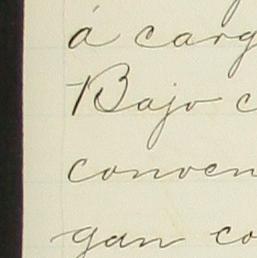 á carg
Bajo c
conven
gan co